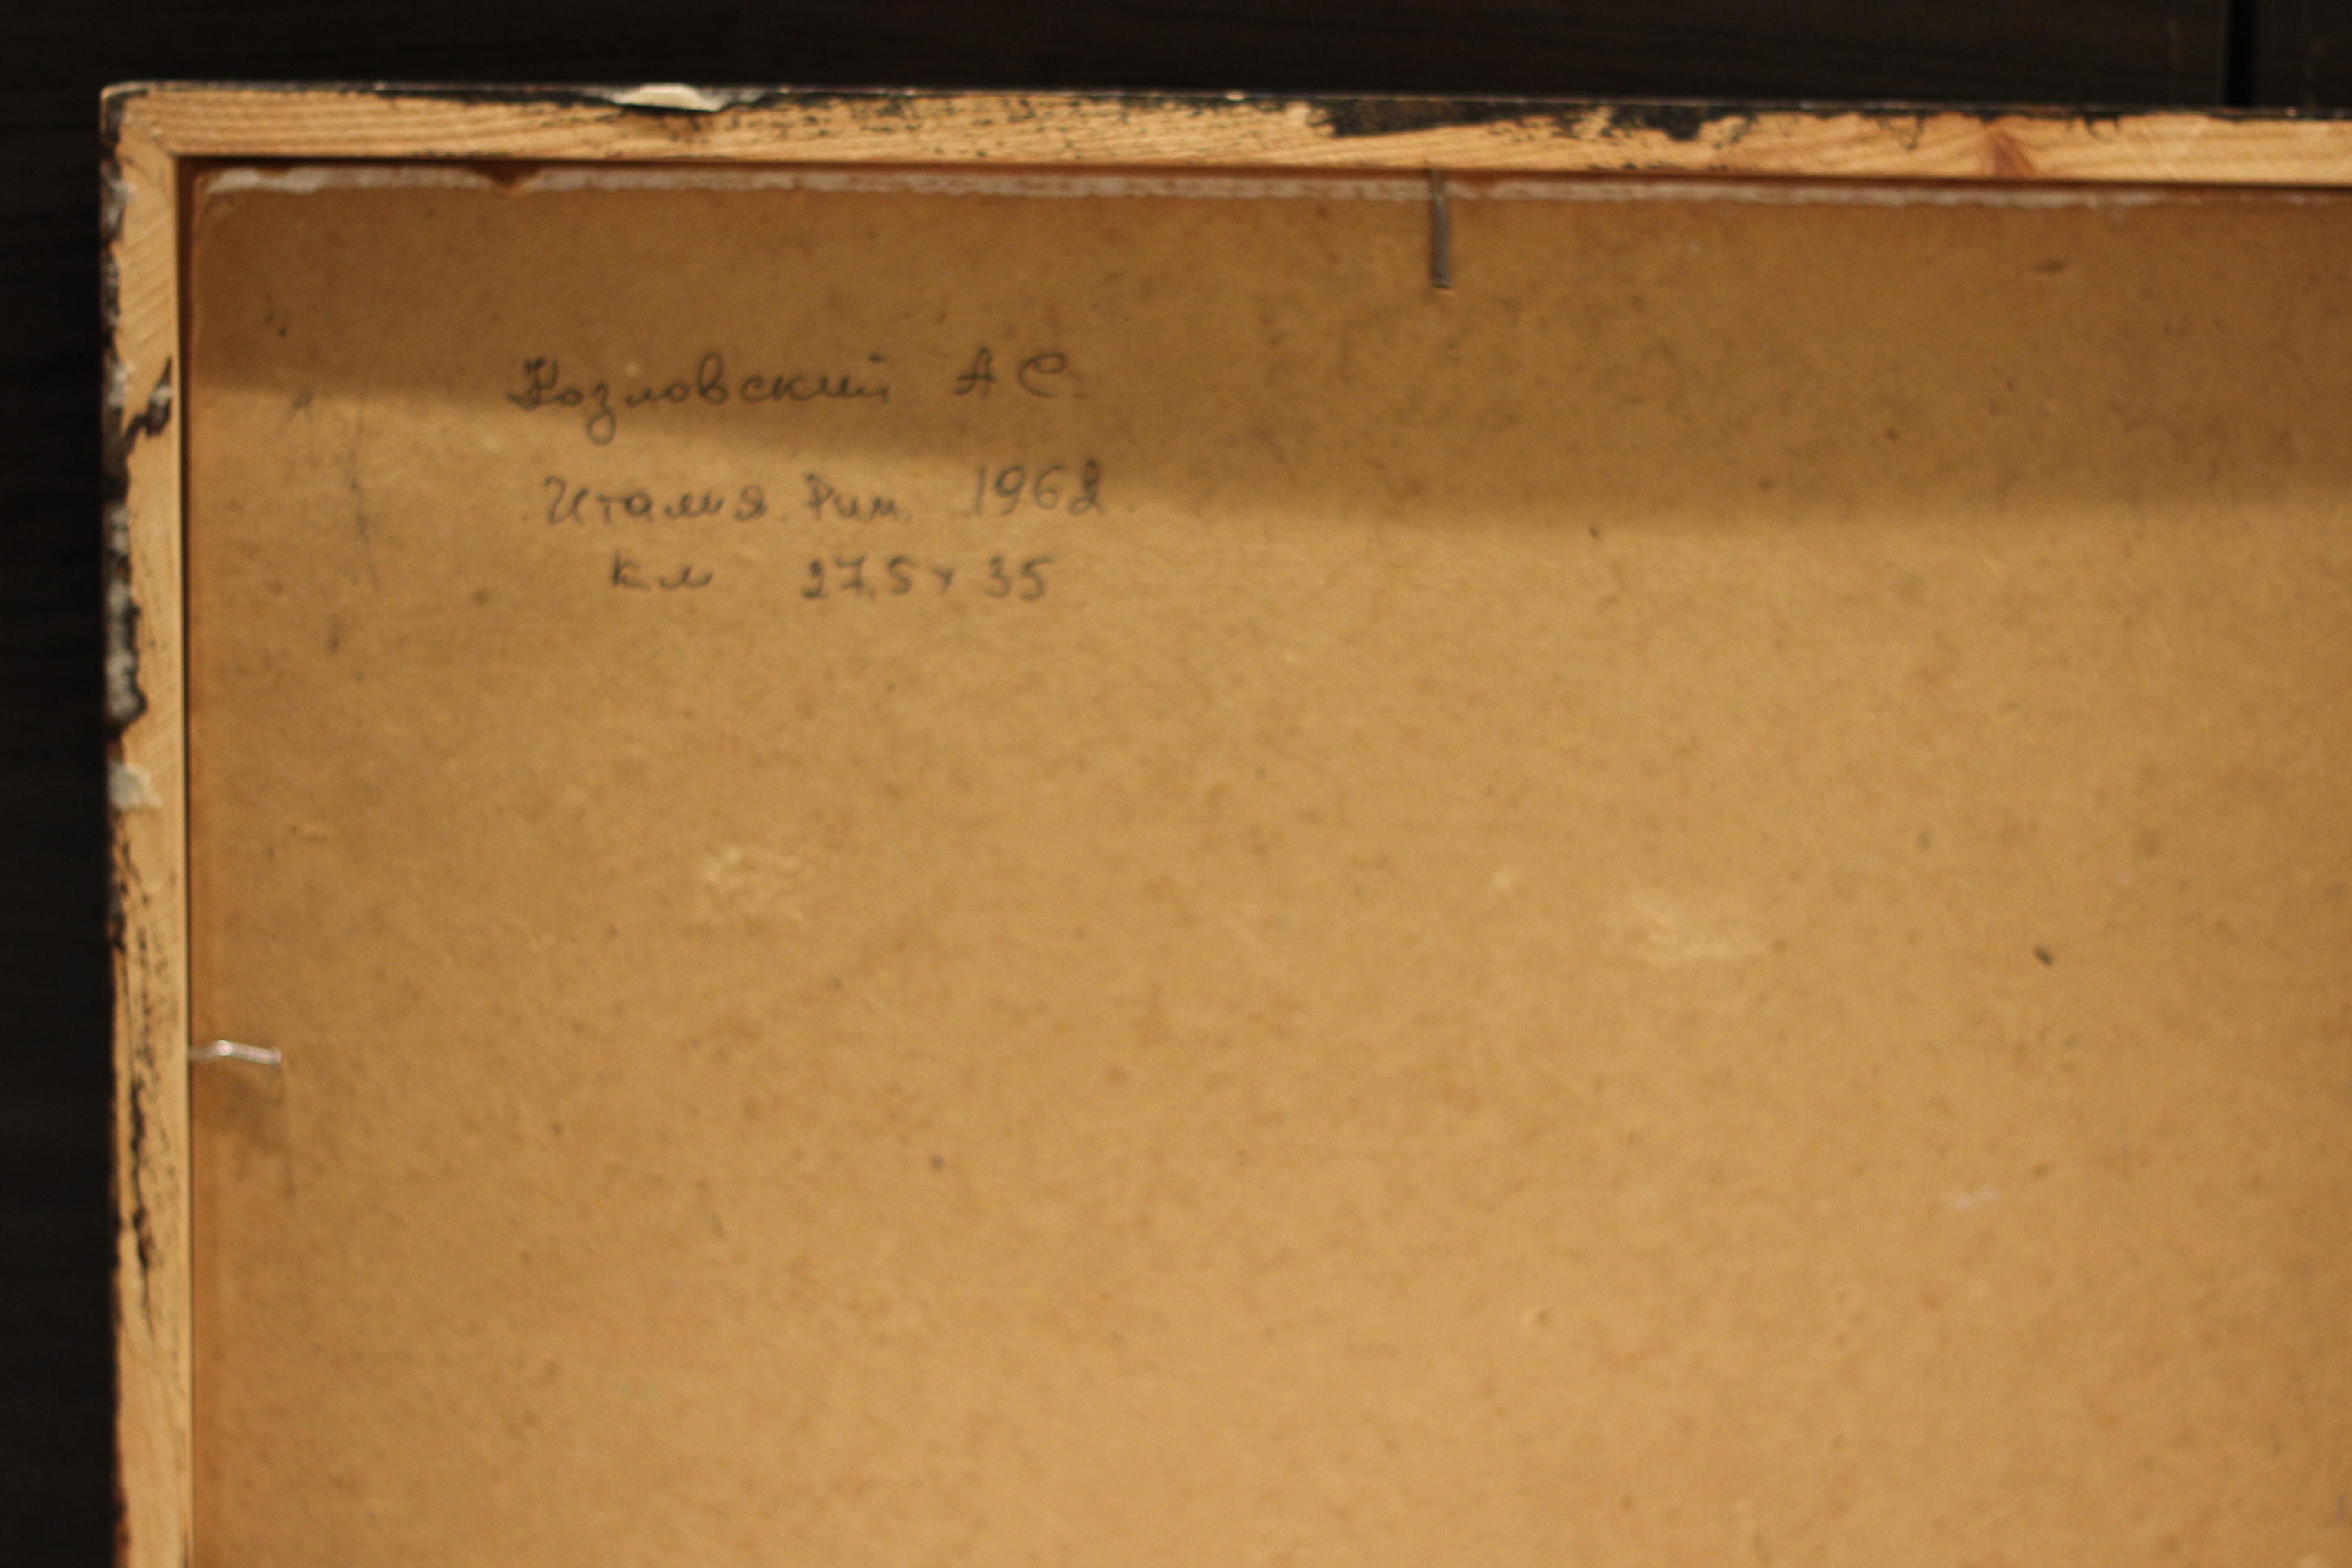 Козловский А С.
Италия. Рим. 1962.
км 27,5 х 35